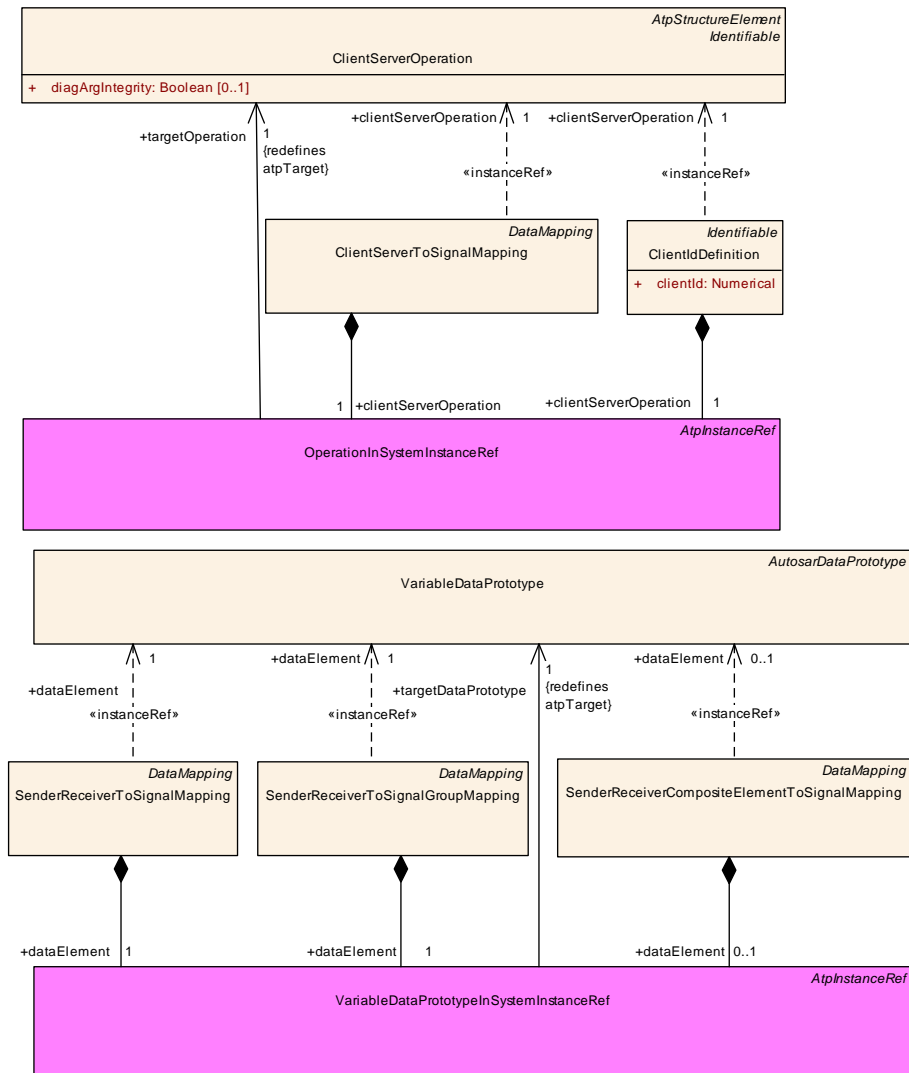 AtpStructureElement
Identifiable
ClientServerOperation
+ diagArgIntegrity: Boolean [0..1]
+targetOperation
1
{redefines
atpTarget}
+clientServerOperation
1
+clientServerOperation
1
«instanceRef»
«instanceRef»
DataMapping
ClientServerToSignalMapping
Identifiable
ClientIdDefinition
+ clientId: Numerical
1
+clientServerOperation
+clientServerOperation
1
AtpInstanceRef
OperationInSystemInstanceRef
AutosarDataPrototype
VariableDataPrototype
1
+dataElement
«instanceRef»
+dataElement
1
«instanceRef»
+targetDataPrototype
1
{redefines
atpTarget}
+dataElement
0..1
«instanceRef»
DataMapping
SenderReceiverToSignalMapping
DataMapping
SenderReceiverToSignalGroupMapping
DataMapping
SenderReceiverCompositeElementToSignalMapping
+dataElement
1
+dataElement
1
+dataElement
0..1
AtpInstanceRef
VariableDataPrototypeInSystemInstanceRef